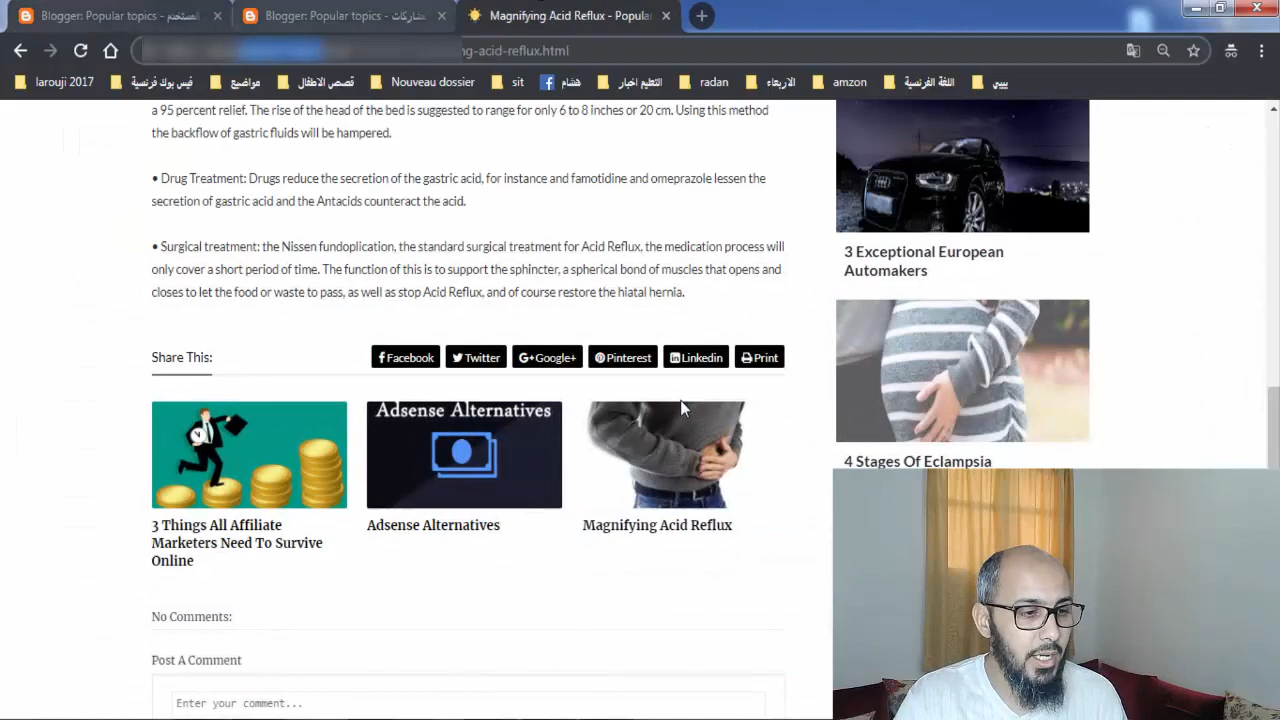 Blogger: Popular topics - المستخدم
Blogger: Popular topics - مشاركات
Magnifying Acid Reflux - Popular
ng-acid-reflux.html
larouji 2017
فيس بوك فرنسية
مواضيع
قصص الاطفال
Nouveau dossier
sit
هشام
التعليم اخبار
radan
الاربعاء
amzon
اللغة الفرنسية
بيبي
a 95 percent relief. The rise of the head of the bed is suggested to range for only 6 to 8 inches or 20 cm. Using this method
the backflow of gastric fluids will be hampered.
• Drug Treatment: Drugs reduce the secretion of the gastric acid, for instance and famotidine and omeprazole lessen the
secretion of gastric acid and the Antacids counteract the acid.
• Surgical treatment: the Nissen fundoplication, the standard surgical treatment for Acid Reflux, the medication process will
only cover a short period of time. The function of this is to support the sphincter, a spherical bond of muscles that opens and
closes to let the food or waste to pass, as well as stop Acid Reflux, and of course restore the hiatal hernia.
Share This:
Facebook
Twitter
G+ Google+
Pinterest
Linkedin
Print
Adsense Alternatives
3 Things All Affiliate
Marketers Need To Survive
Online
Adsense Alternatives
Magnifying Acid Reflux
No Comments:
Post A Comment
Enter your comment...
3 Exceptional European
Automakers
4 Stages Of Eclampsia